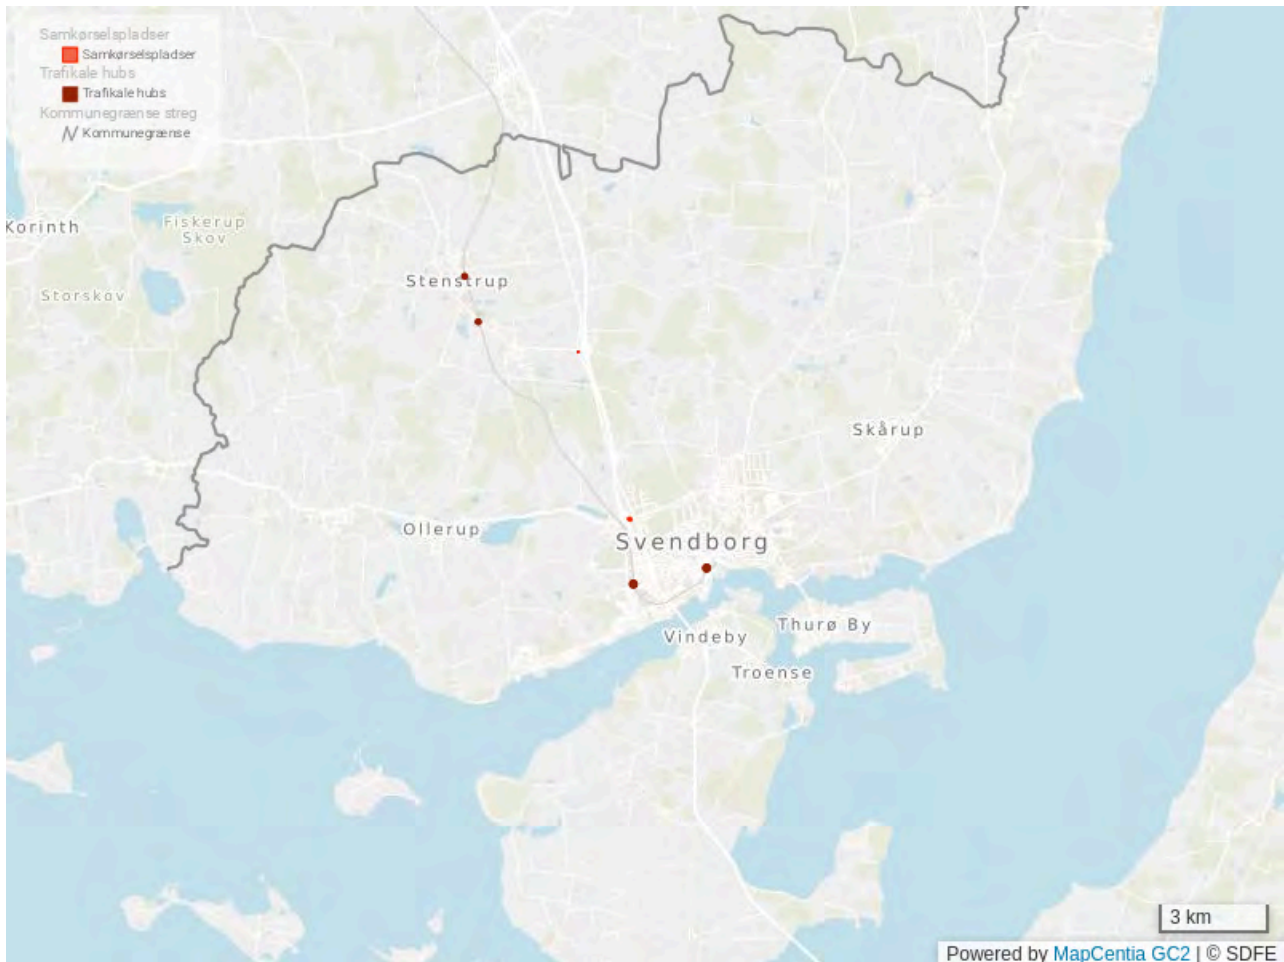 Samkørselspladser
Samkørselspladser
Trafikale hubs
Trafikale hubs
Kommunegrænse streg
Kommunegrænse
Korinth
Fiskerup
Skov
Storskov
Stenstrup
Skårup
Ollerup
Svendborg
Vindeby
Thurø By
Troense
3 km
Powered by MapCentia GC2 | © SDFE